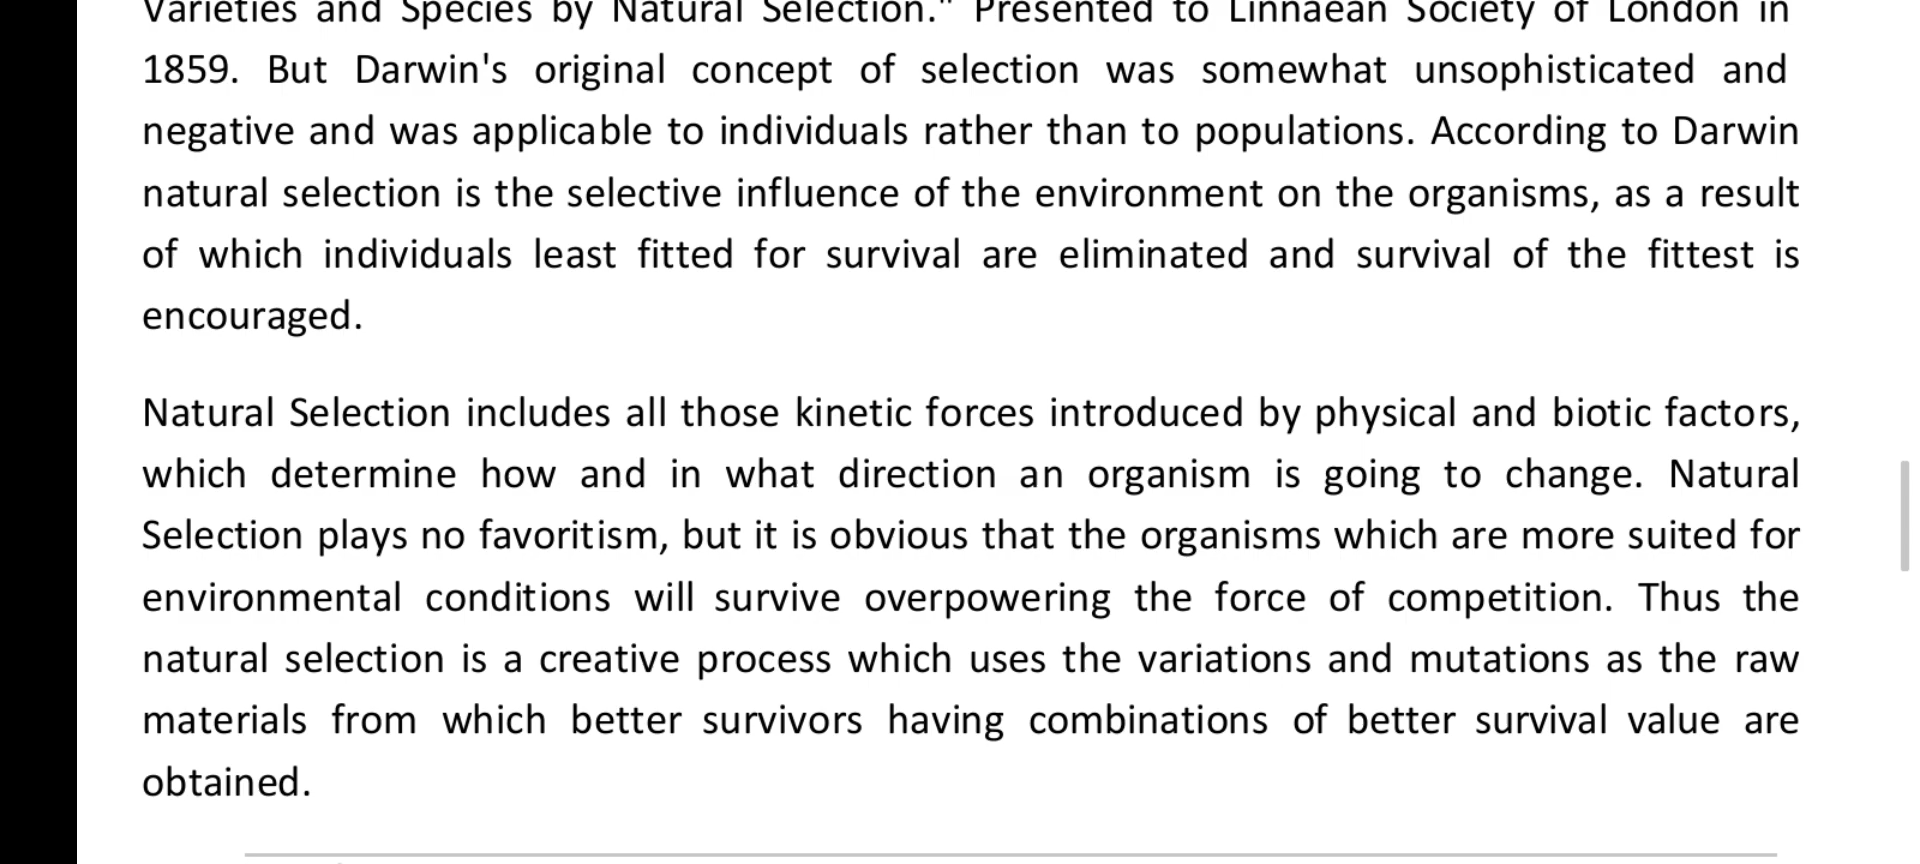 Varieties and Species by Natural Selection." Presented to Linnaean Society of London in
1859. But Darwin's original concept of selection was somewhat unsophisticated and
negative and was applicable to individuals rather than to populations. According to Darwin
natural selection is the selective influence of the environment on the organisms, as a result
of which individuals least fitted for survival are eliminated and survival of the fittest is
encouraged.
Natural Selection includes all those kinetic forces introduced by physical and biotic factors,
which determine how and in what direction an organism is going to change. Natural
Selection plays no favoritism, but it is obvious that the organisms which are more suited for
environmental conditions will survive overpowering the force of competition. Thus the
natural selection is a creative process which uses the variations and mutations as the raw
materials from which better survivors having combinations of better survival value are
obtained.